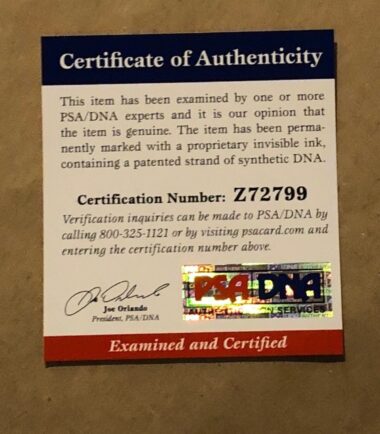 Certificate of Authenticity
This item has been examined by one or more
PSA/DNA experts and it is our opinion that
the item is genuine. The item has been perma-
nently marked with a proprietary invisible ink,
containing a patented strand of synthetic DNA.
Certification Number: Z72799
Verification inquiries can be made to PSA/DNA by
calling 800-325-1121 or by visiting psacard.com and
entering the certification number above.
Joe Orlando
President, PSA/DNA
PSA DNA
AUTHENTICATION SERVICES
Examined and Certified